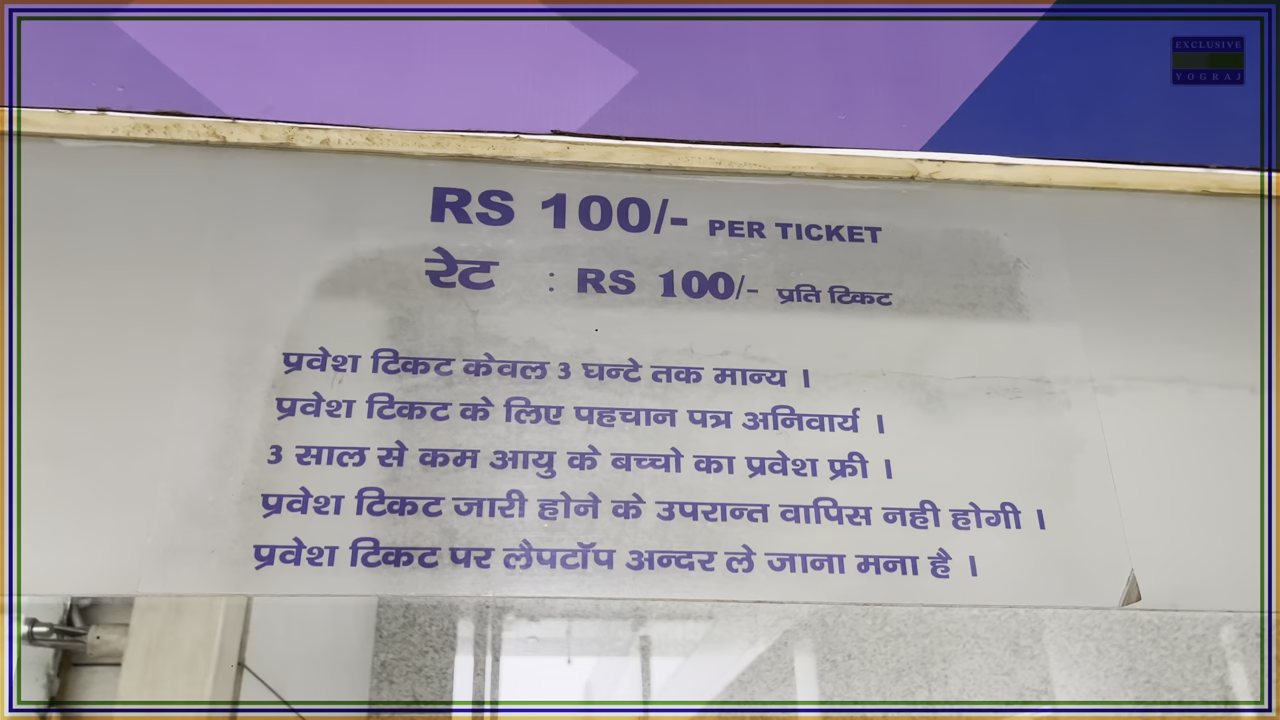 EXCLUSIVE
YOGRAJ
RS 100/- PER TICKET
रेट : RS 100/- प्रति टिकट
प्रवेश टिकट केवल 3 घन्टे तक मान्य ।
प्रवेश टिकट के लिए पहचान पत्र अनिवार्य ।
3 साल से कम आयु के बच्चो का प्रवेश फ्री ।
प्रवेश टिकट जारी होने के उपरान्त वापिस नही होगी ।
प्रवेश टिकट पर लैपटॉप अन्दर ले जाना मना है ।